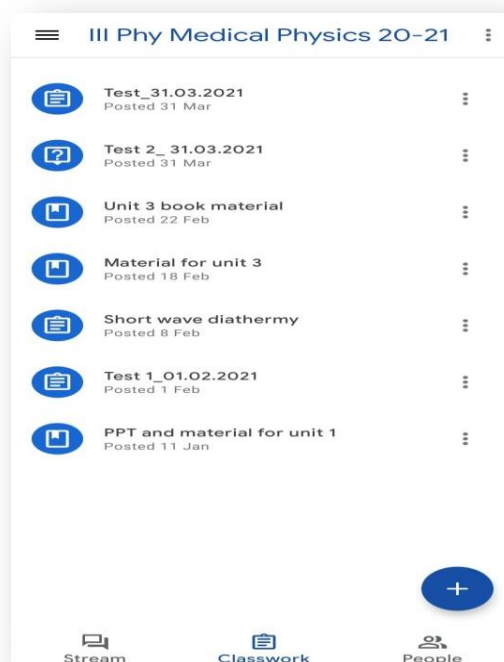 III Phy Medical Physics 20-21
Test_31.03.2021
Posted 31 Mar
Test 2_ 31.03.2021
Posted 31 Mar
Unit 3 book material
Posted 22 Feb
Material for unit 3
Posted 18 Feb
Short wave diathermy
Posted 8 Feb
Test 1_01.02.2021
Posted 1 Feb
PPT and material for unit 1
Posted 11 Jan
Stream Classwork People